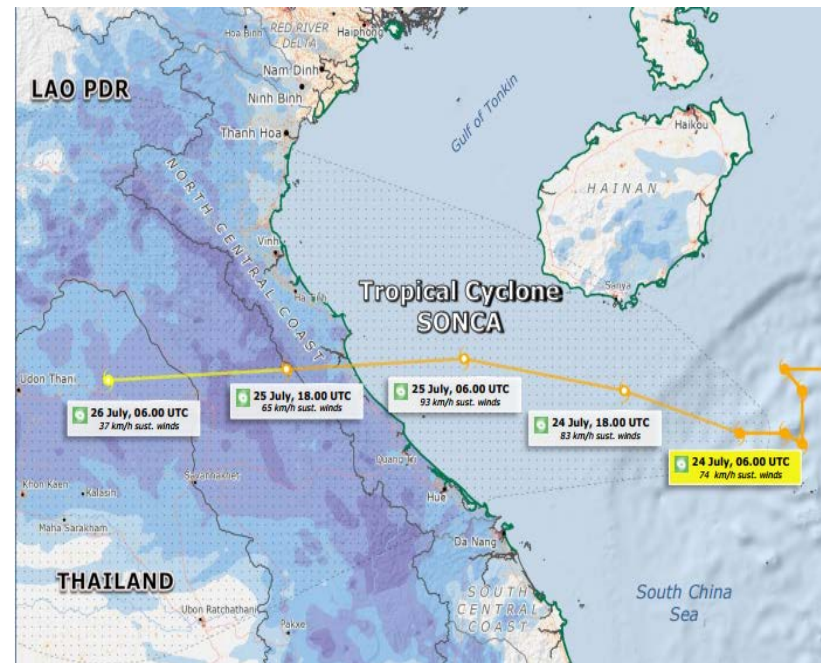 Hoa Binh
RED RIVER
DELTA
Haiphong
LAO PDR
Nam Dinh
Ninh Binh
Thanh Hoa
Gulf of Tonkin
Haikou
HAINAN
NORTH CENTRAL COAST
Vinh
Ha Tinh
Sanya
Tropical Cyclone
SONCA
Udon Thani
26 July, 06.00 UTC
37 km/h sust. winds
25 July, 18.00 UTC
65 km/h sust. winds
25 July, 06.00 UTC
93 km/h sust. winds
24 July, 18.00 UTC
83 km/h sust. winds
24 July, 06.00 UTC
74 km/h sust. winds
Quang Tri
Khon Kaen
Kalasin
Savannakhet
Hue
Maha Sarakham
Da Nang
THAILAND
SOUTH
CENTRAL
COAST
South China
Sea
Ubon Ratchathani
Pakxe